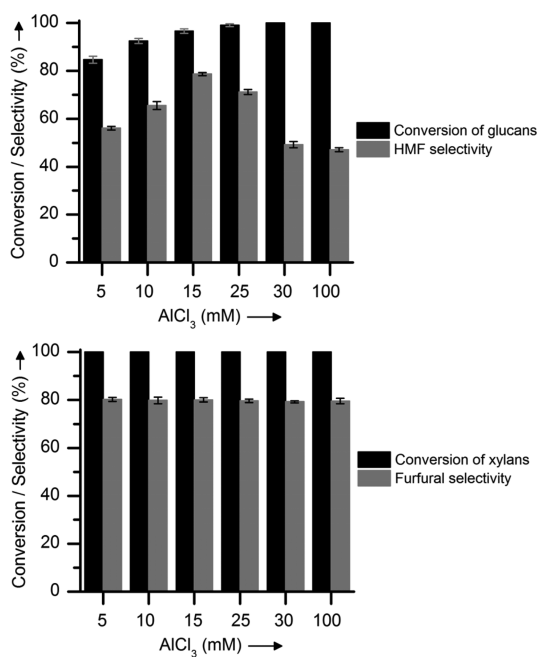 Conversion / Selectivity (%) →
100
80
60
40
20
0
5 10 15 25 30 100
AlCl₃ (mM) →
Conversion of glucans
HMF selectivity
Conversion / Selectivity (%) →
100
80
60
40
20
0
5 10 15 25 30 100
AlCl₃ (mM) →
Conversion of xylans
Furfural selectivity